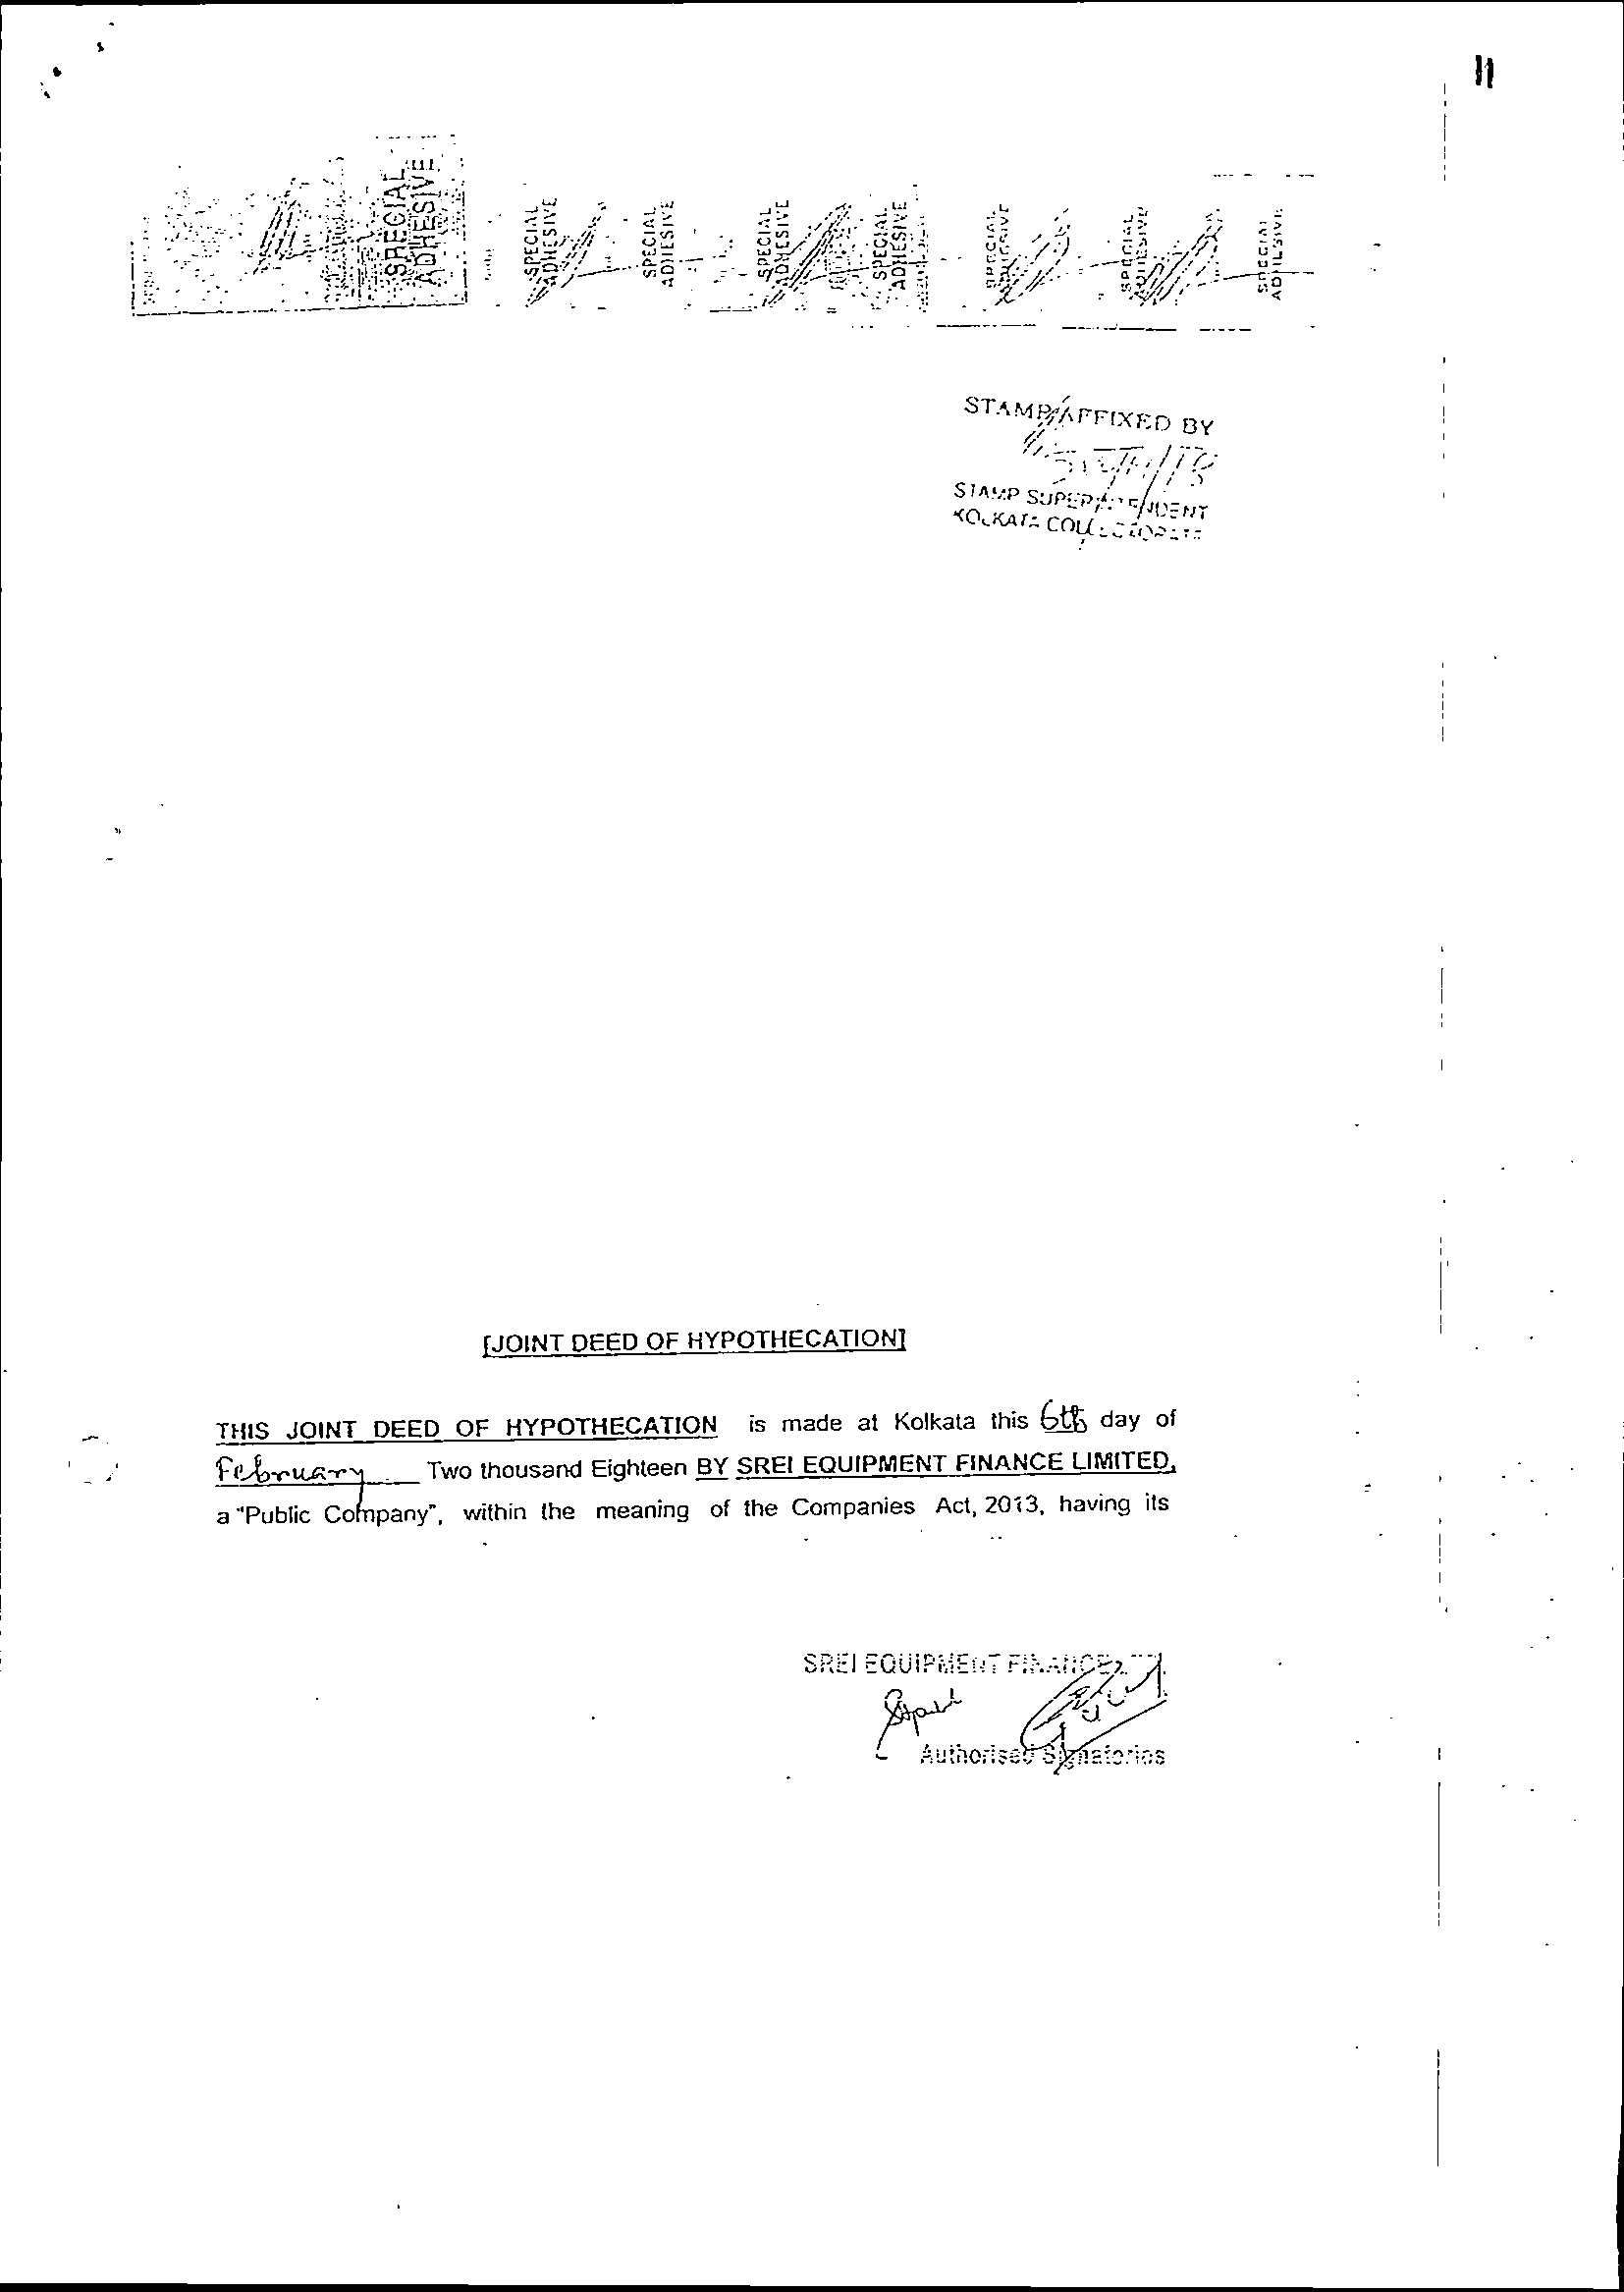 11
SPECIAL ADHESIVE
SPECIAL ADHESIVE
SPECIAL ADHESIVE
SPECIAL ADHESIVE
SPECIAL ADHESIVE
SPECIAL ADHESIVE
SPECIAL ADHESIVE
SPECIAL ADHESIVE
STAMP AFFIXED BY
STAMP SUPERINTENDENT
KOLKATA COLLECTORATE
[JOINT DEED OF HYPOTHECATION]
THIS JOINT DEED OF HYPOTHECATION is made at Kolkata this 6th day of
February Two thousand Eighteen BY SREI EQUIPMENT FINANCE LIMITED,
a "Public Company", within the meaning of the Companies Act, 2013, having its
SREI EQUIPMENT FINANCE
Authorised Signatories